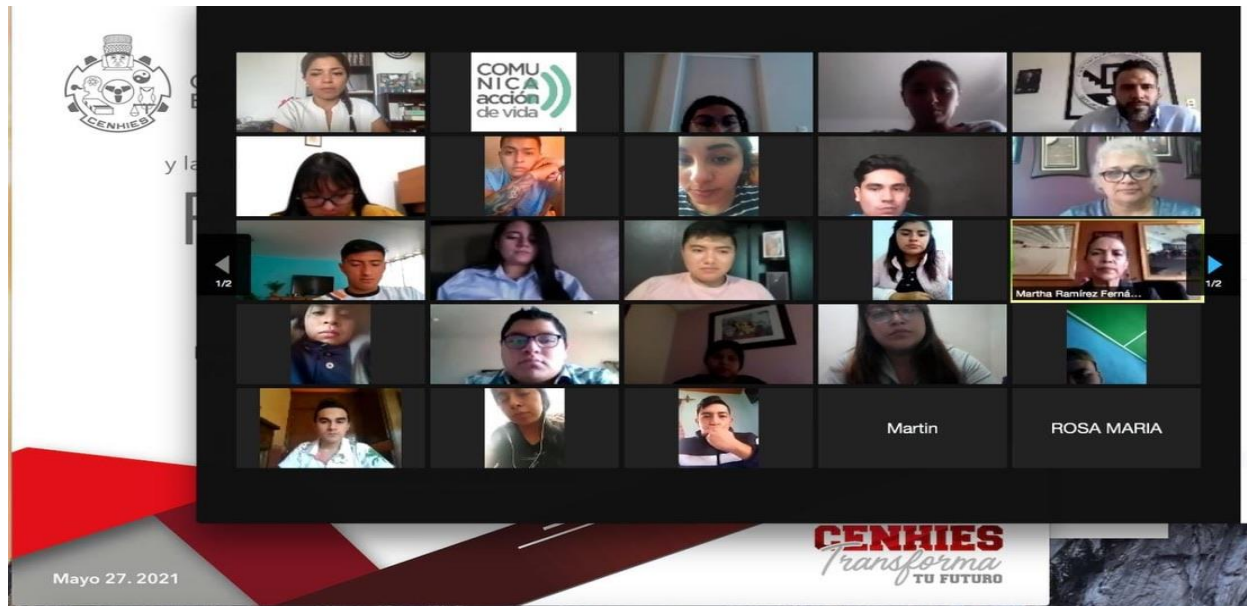 CENHIES
y la
COMU
NICA
acción
de vida
1/2
Martha Ramírez Ferná...
1/2
Martin
ROSA MARIA
Mayo 27. 2021
CENHIES
Transforma
TU FUTURO